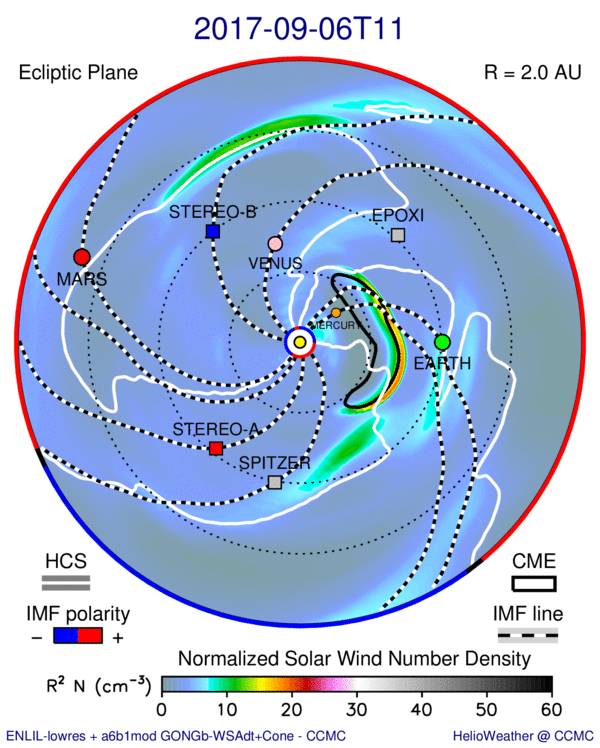 2017-09-06T11
Ecliptic Plane
R = 2.0 AU
STEREO-B
EPOXI
VENUS
MARS
MERCURY
EARTH
STEREO-A
SPITZER
HCS
CME
IMF polarity
− +
IMF line
Normalized Solar Wind Number Density
R² N (cm⁻³)
0 10 20 30 40 50 60
ENLIL-lowres + a6b1mod GONGb-WSAdt+Cone - CCMC
HelioWeather @ CCMC